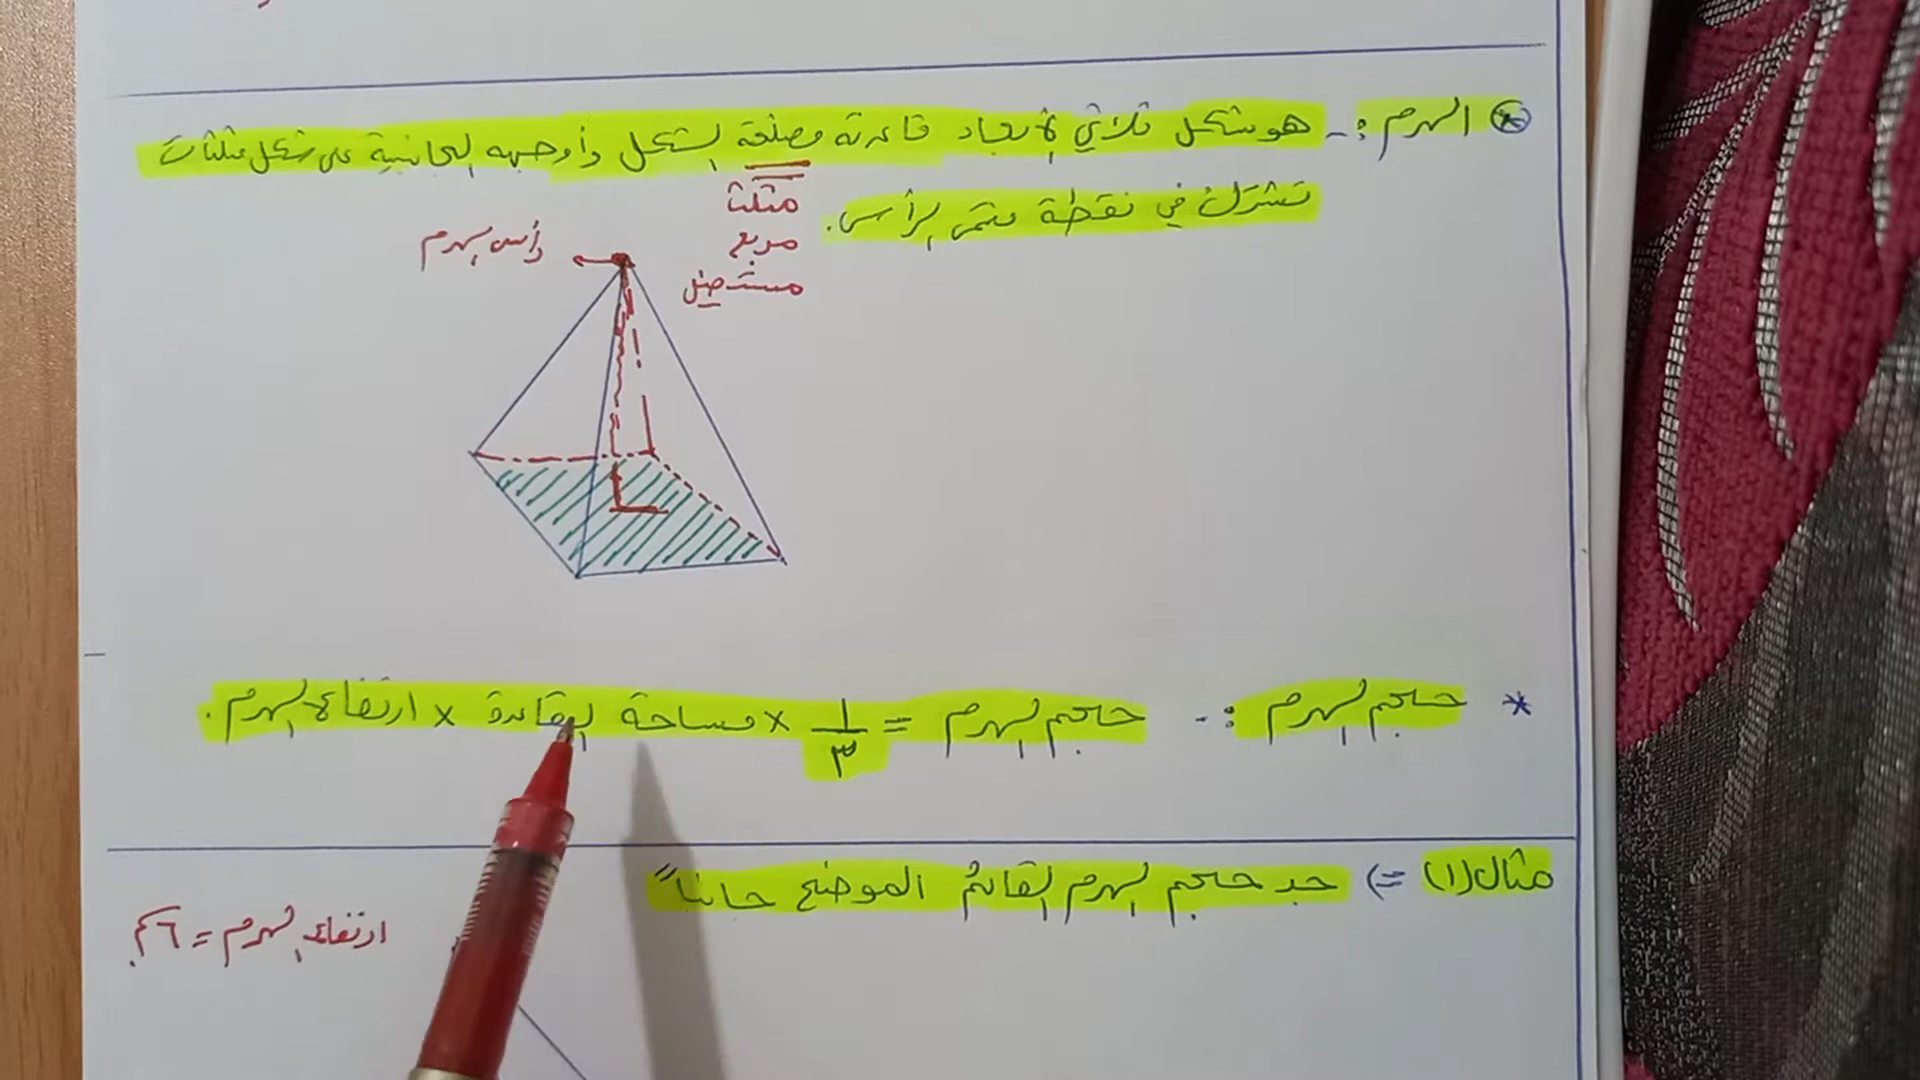 الهرم :- هو شكل ثلاثي الأبعاد قاعدته مضلعة الشكل وأوجهه الجانبية على شكل مثلثات
تشترك في نقطة تسمى الرأس.
مثلث
مربع
مستطيل
رأس الهرم
* حجم الهرم :- حجم الهرم = ١/٣ × مساحة القاعدة × ارتفاع الهرم.
مثال (١) <= جد حجم الهرم القائم الموضح جانباً
ارتفاع الهرم = ٦م